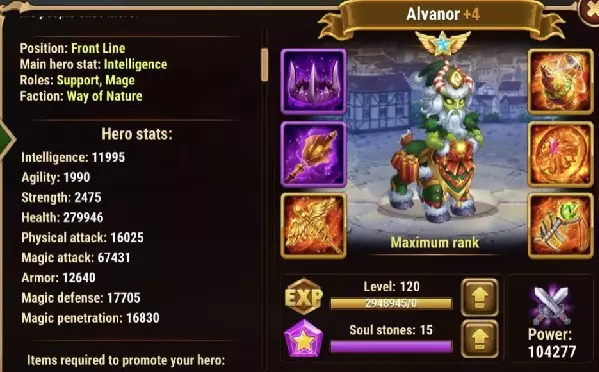 Alvanor +4
Position: Front Line
Main hero stat: Intelligence
Roles: Support, Mage
Faction: Way of Nature
Hero stats:
Intelligence: 11995
Agility: 1990
Strength: 2475
Health: 279946
Physical attack: 16025
Magic attack: 67431
Armor: 12640
Magic defense: 17705
Magic penetration: 16830
Items required to promote your hero:
Maximum rank
EXP
Level: 120
2948945/0
Soul stones: 15
Power:
104277